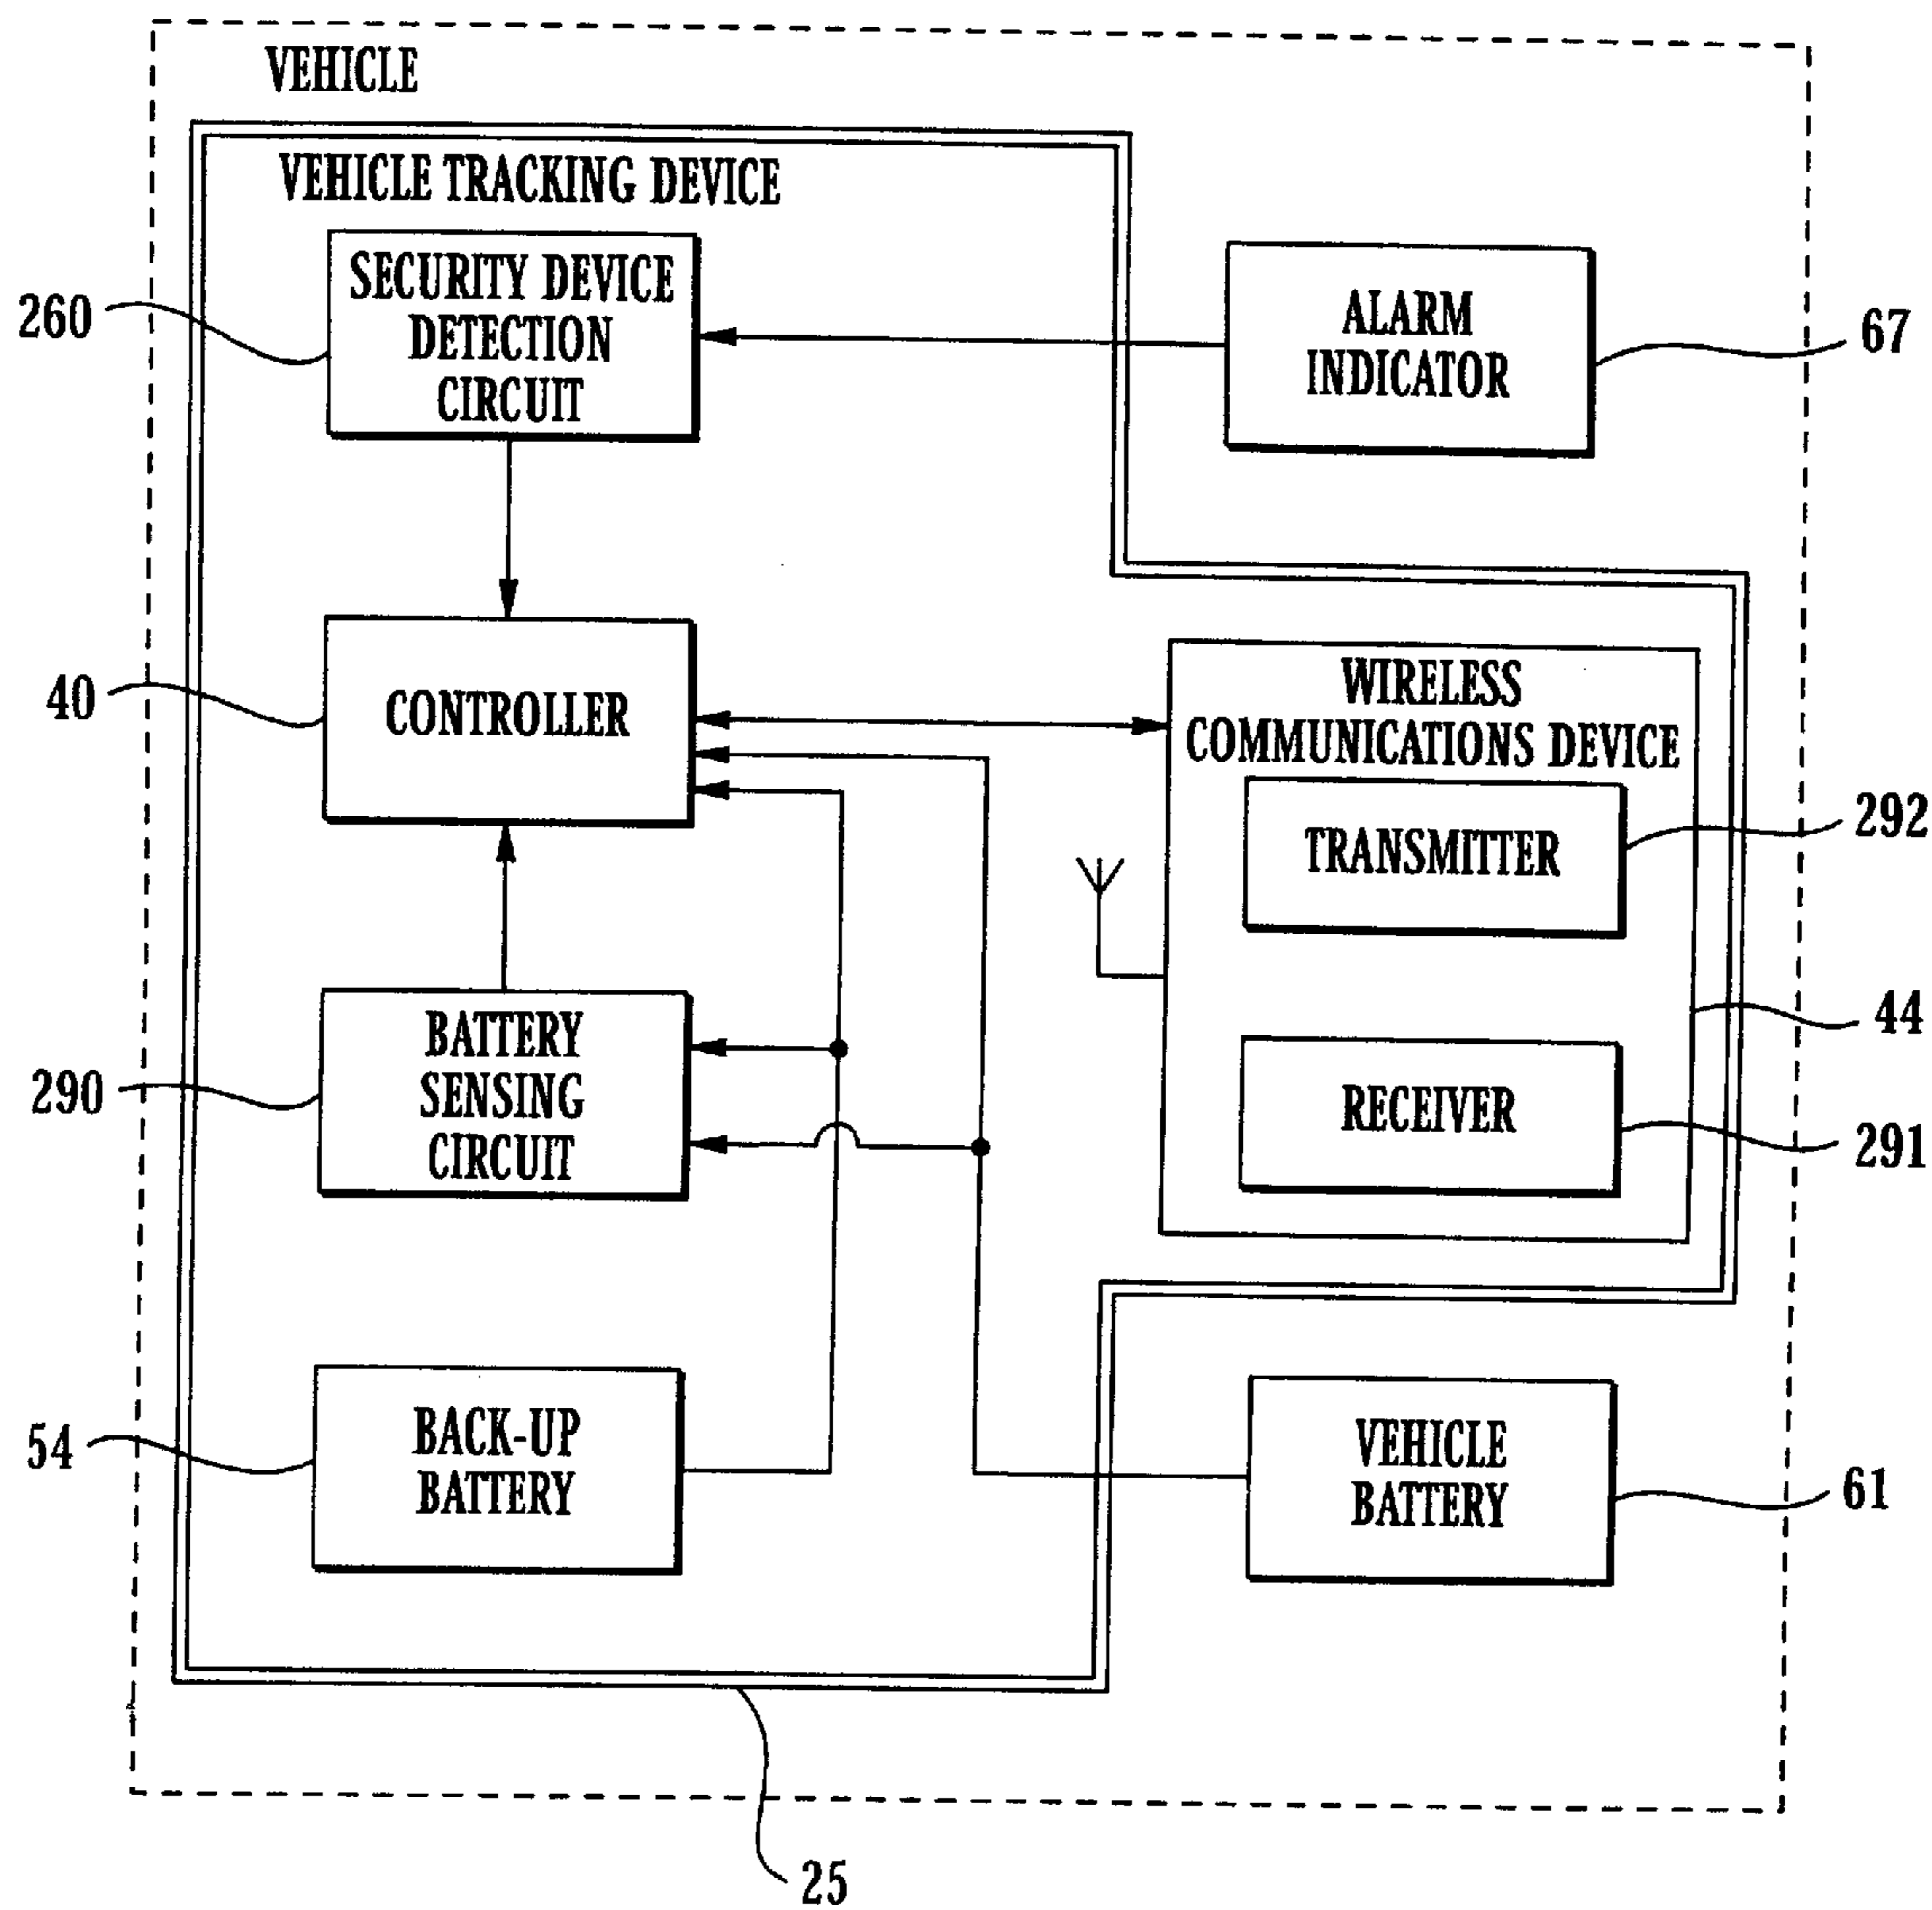 VEHICLE
VEHICLE TRACKING DEVICE
SECURITY DEVICE
DETECTION
CIRCUIT
260
ALARM
INDICATOR
67
CONTROLLER
40
WIRELESS
COMMUNICATIONS DEVICE
TRANSMITTER
292
44
RECEIVER
291
BATTERY
SENSING
CIRCUIT
290
BACK-UP
BATTERY
54
VEHICLE
BATTERY
61
25